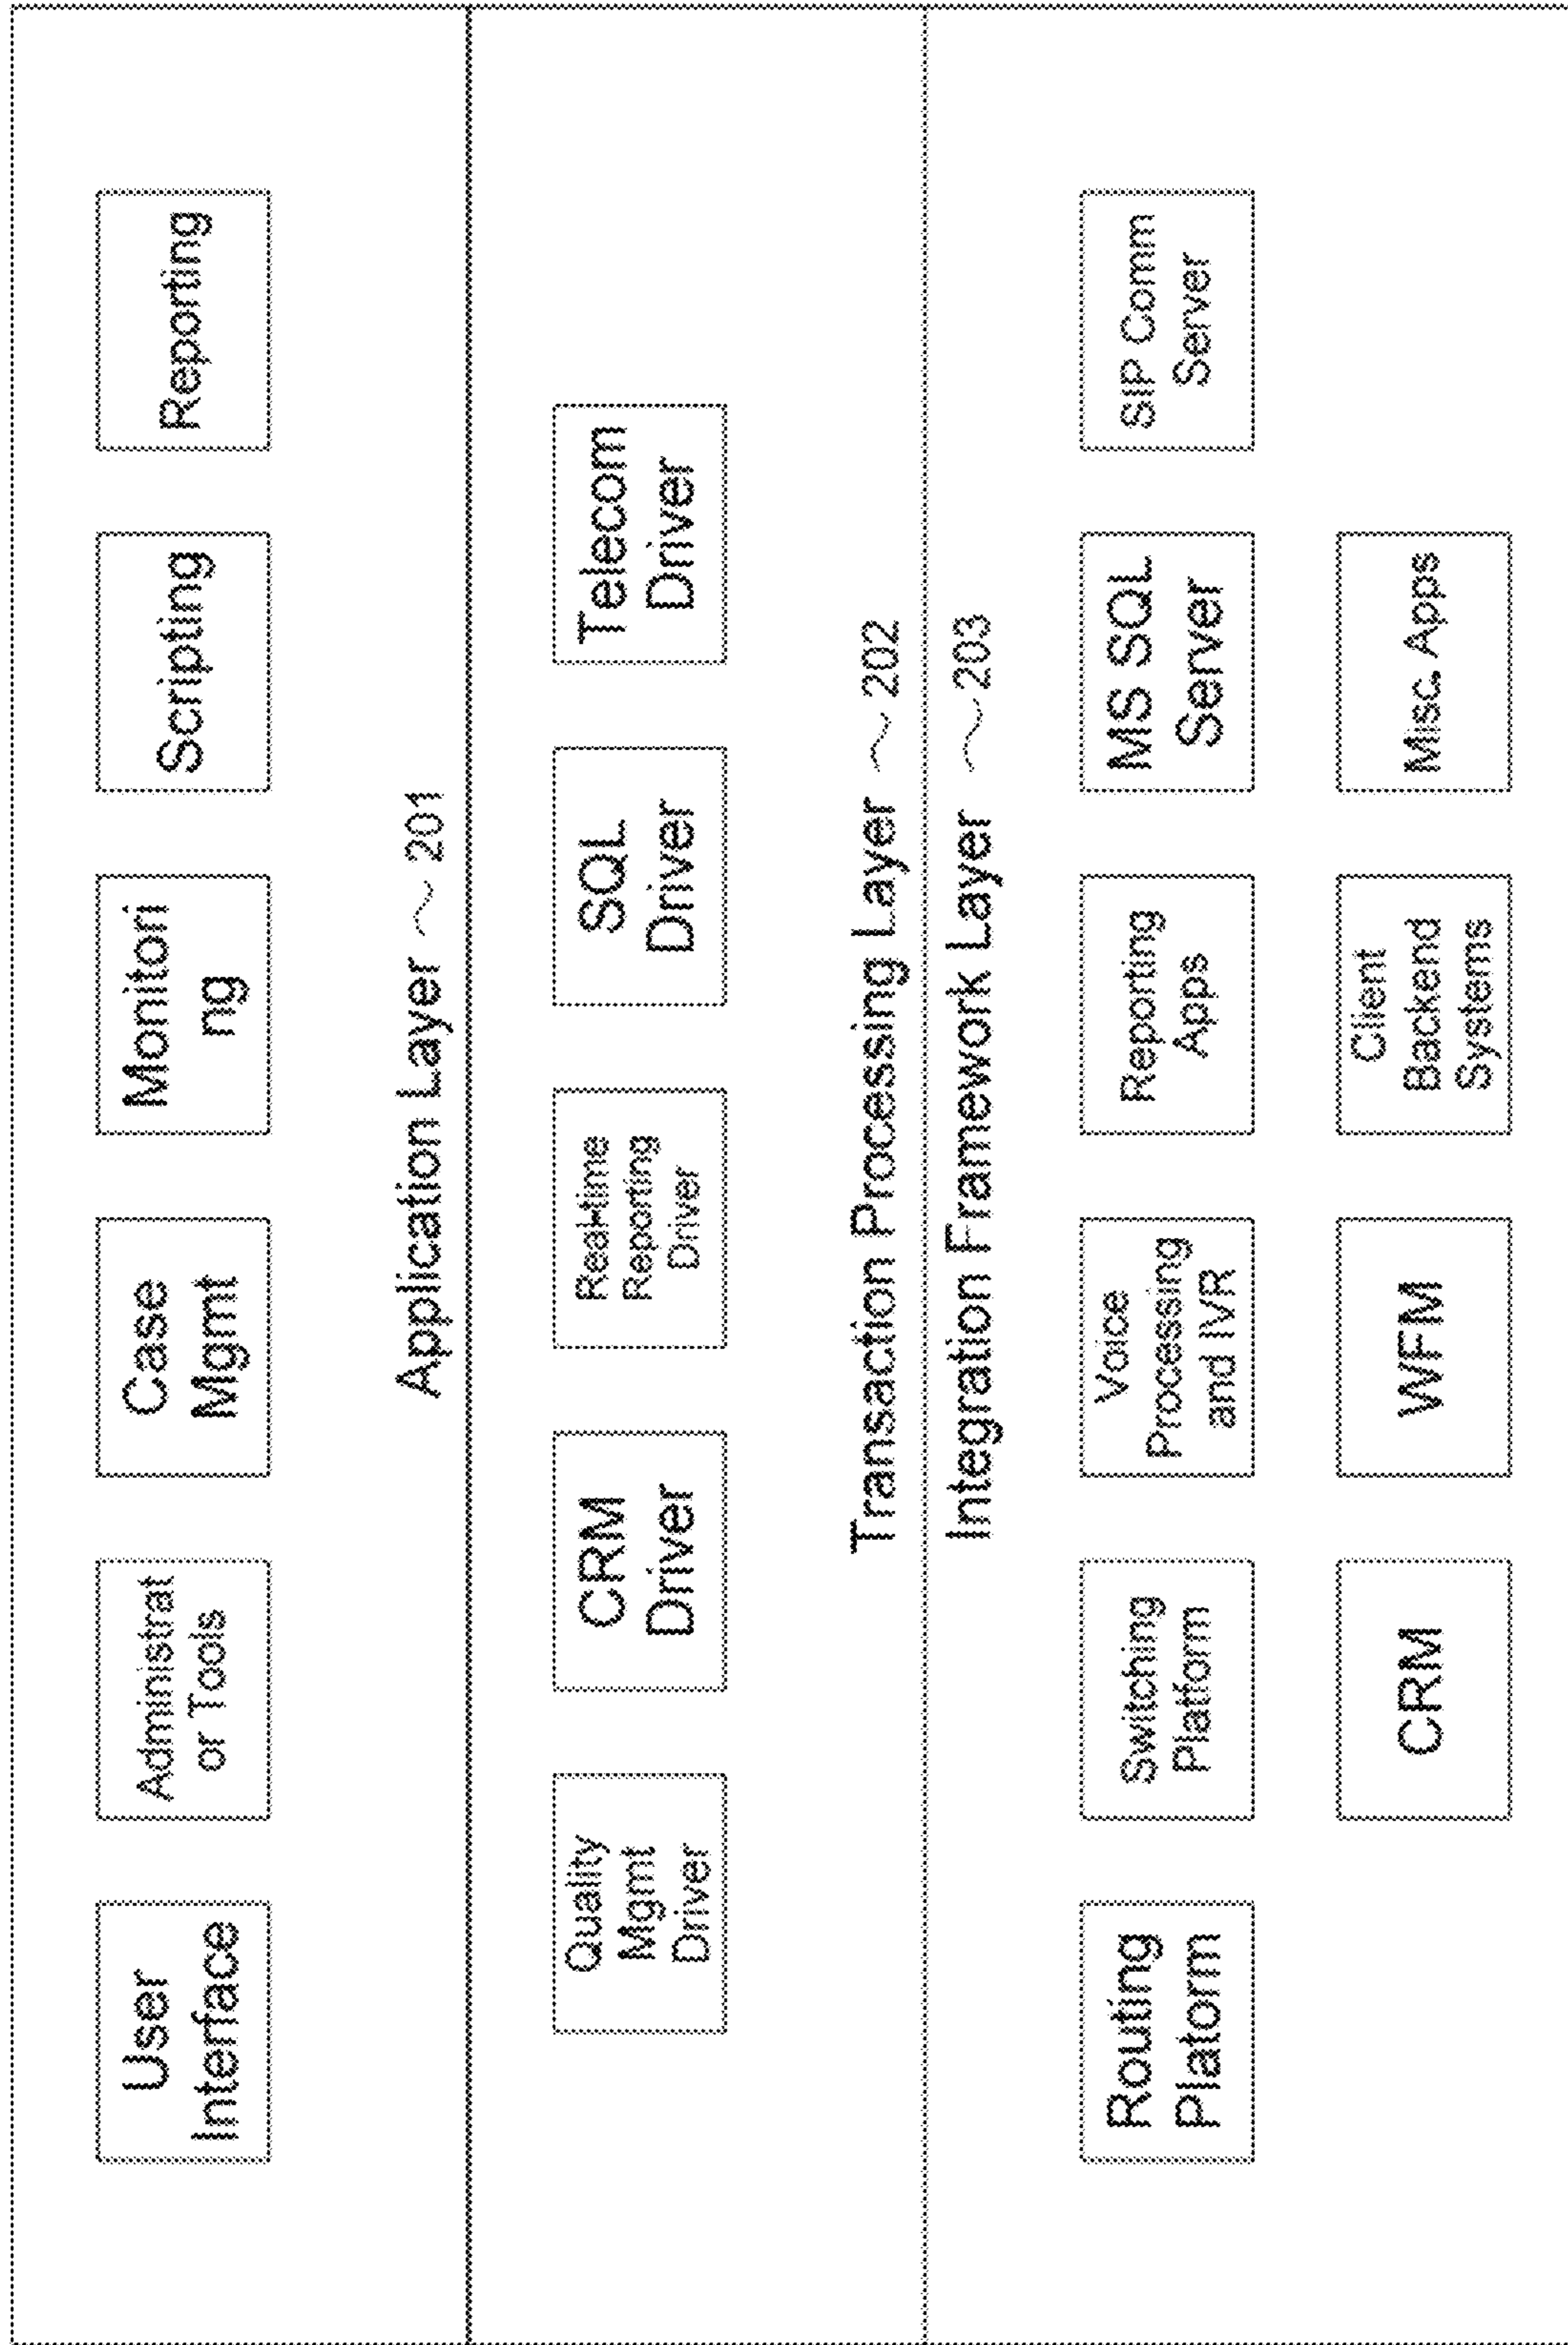 User
Interface
Administrat
or Tools
Case
Mgmt
Monitori
ng
Scripting
Reporting
Application Layer ~ 201
Quality
Mgmt
Driver
CRM
Driver
Real-time
Reporting
Driver
SQL
Driver
Telecom
Driver
Transaction Processing Layer ~ 202
Integration Framework Layer ~ 203
Routing
Platorm
Switching
Platform
Voice
Processing
and IVR
Reporting
Apps
MS SQL
Server
SIP Comm
Server
CRM
WFM
Client
Backend
Systems
Misc. Apps